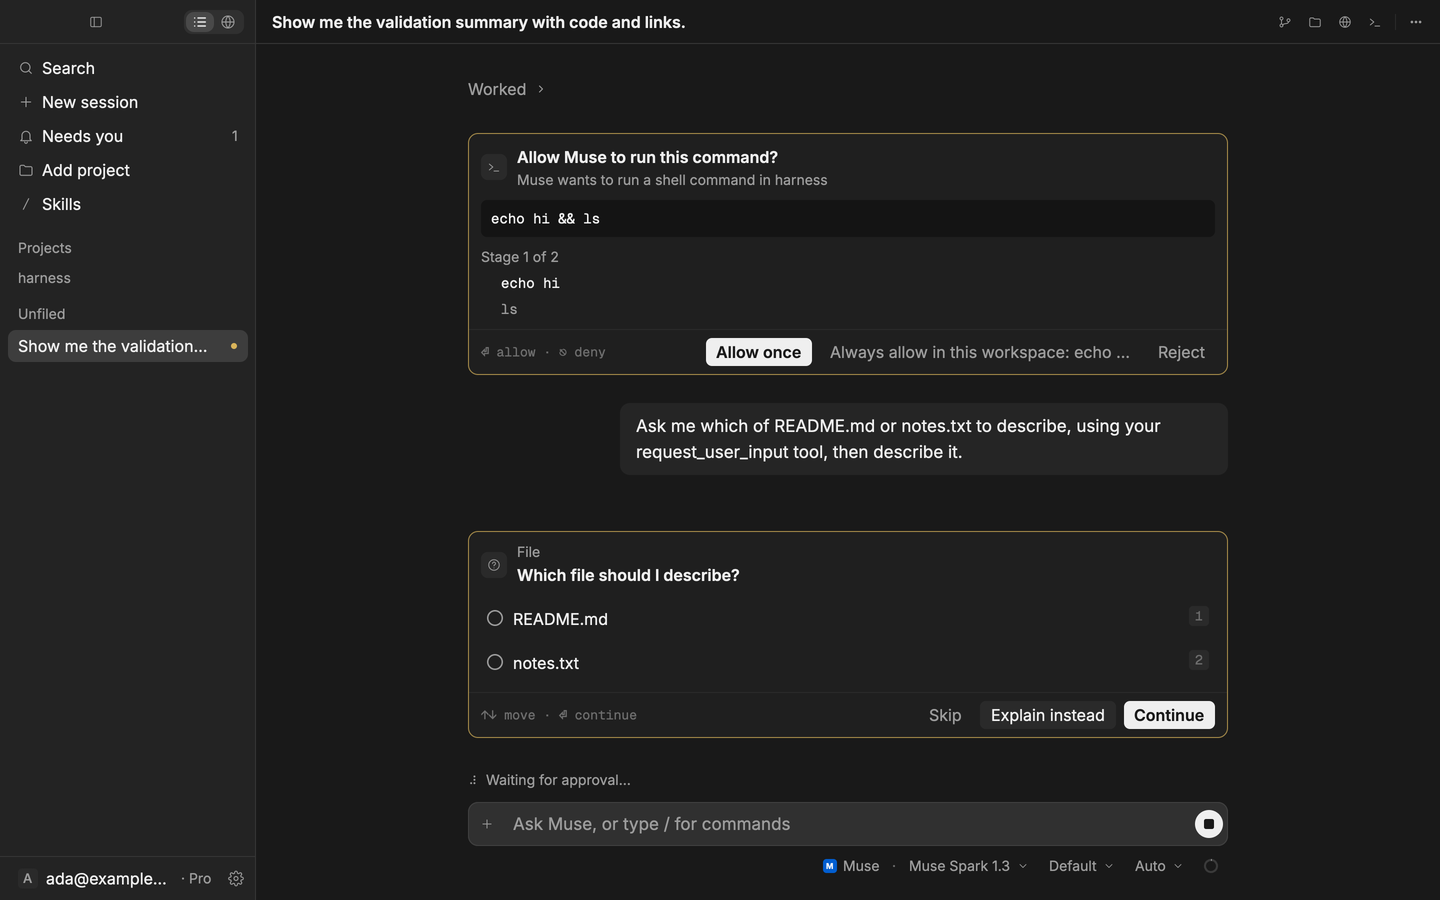 Show me the validation summary with code and links.
Search
New session
Needs you 1
Add project
Skills
Projects
harness
Unfiled
Show me the validation...
ada@example... · Pro
A
Worked
Allow Muse to run this command?
Muse wants to run a shell command in harness
echo hi && ls
Stage 1 of 2
echo hi
ls
allow · deny
Allow once
Always allow in this workspace: echo ...
Reject
Ask me which of README.md or notes.txt to describe, using your
request_user_input tool, then describe it.
File
Which file should I describe?
README.md 1
notes.txt 2
move · continue
Skip
Explain instead
Continue
Waiting for approval...
Ask Muse, or type / for commands
M Muse · Muse Spark 1.3 Default Auto